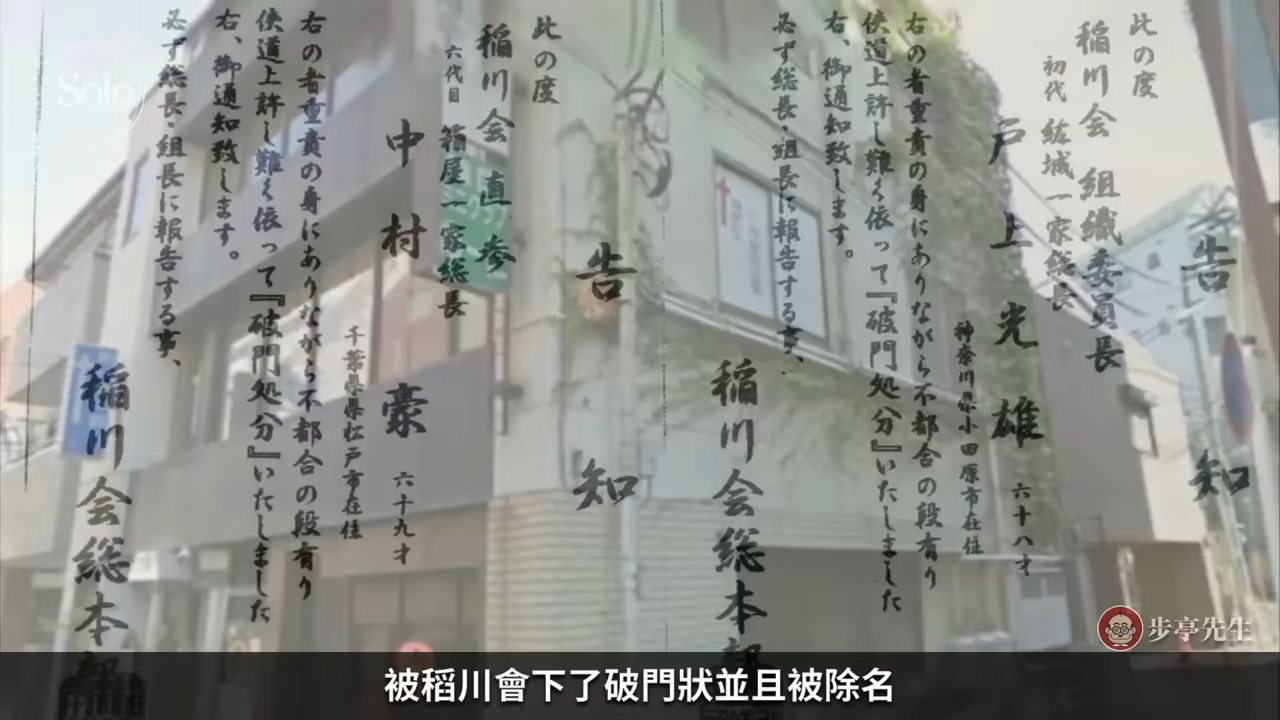 告知
此の度
稲川会 組織委員長
初代 紘城一家総長
戸上光雄 六十八才
神奈川県小田原市在住
右の者重責の身にありながら不都合の段有り
侠道上許し難く依って『破門処分』いたしました
右、御通知致します。
必ず総長・組長に報告する事、
稲川会総本部
告知
此の度
稲川会 直参
六代目 箱屋一家総長
中村豪 六十九才
千葉県県松戸市在住
右の者重責の身にありながら不都合の段有り
侠道上許し難く依って『破門処分』いたしました
右、御通知致します。
必ず総長・組長に報告する事、
稲川会総本部
Solo
步亭先生
被稻川會下了破門狀並且被除名